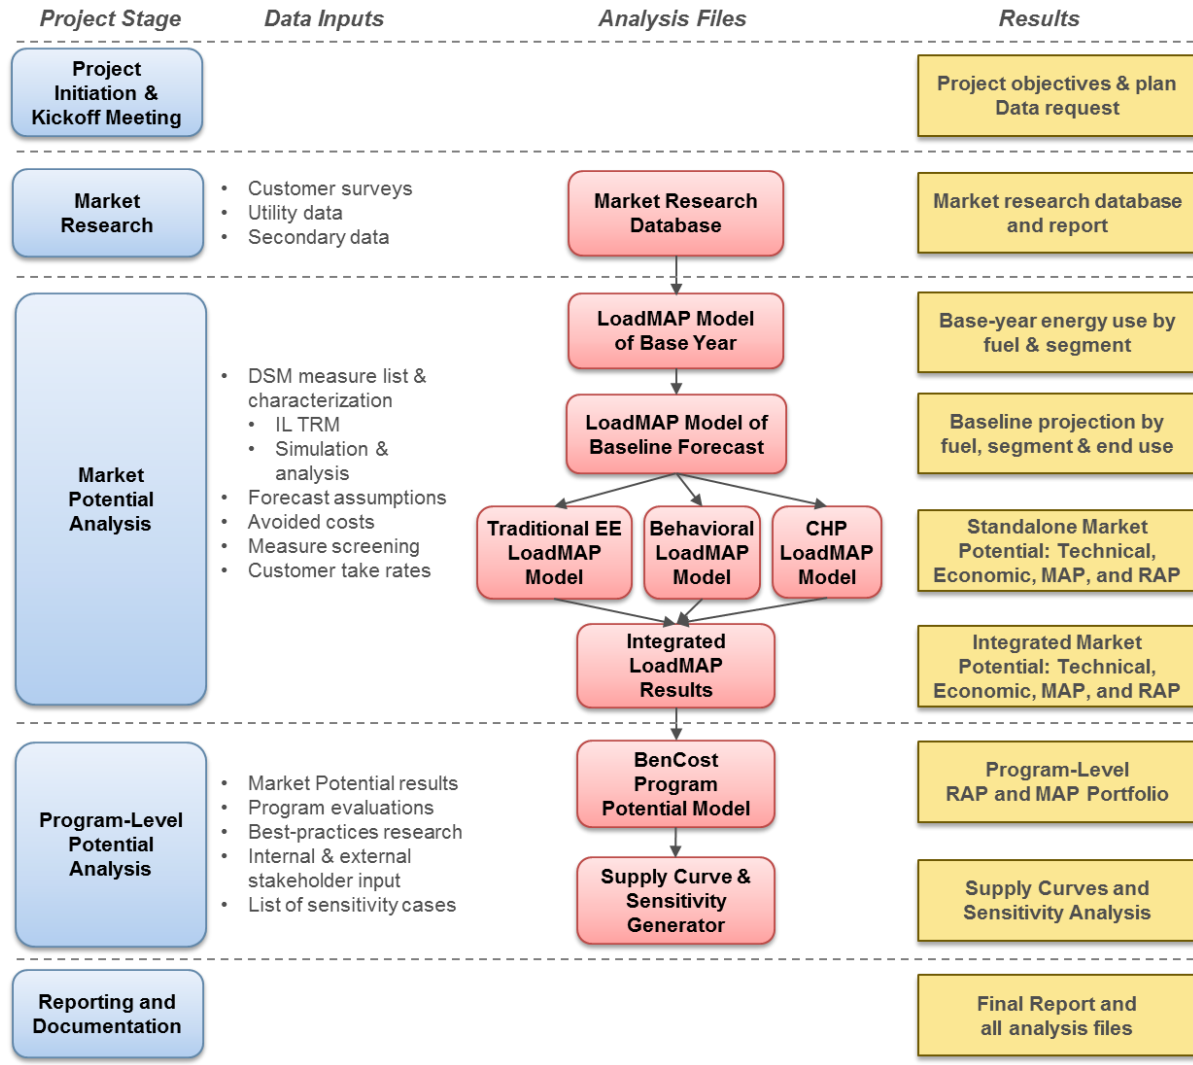 Project Stage
Data Inputs
Analysis Files
Results
Project
Initiation &
Kickoff Meeting
Project objectives & plan
Data request
Market
Research
• Customer surveys
• Utility data
• Secondary data
Market Research
Database
Market research database
and report
Market
Potential
Analysis
• DSM measure list &
characterization
• IL TRM
• Simulation &
analysis
• Forecast assumptions
• Avoided costs
• Measure screening
• Customer take rates
LoadMAP Model
of Base Year
Base-year energy use by
fuel & segment
LoadMAP Model of
Baseline Forecast
Baseline projection by
fuel, segment & end use
Traditional EE
LoadMAP
Model
Behavioral
LoadMAP
Model
CHP
LoadMAP
Model
Standalone Market
Potential: Technical,
Economic, MAP, and RAP
Integrated
LoadMAP
Results
Integrated Market
Potential: Technical,
Economic, MAP, and RAP
Program-Level
Potential
Analysis
• Market Potential results
• Program evaluations
• Best-practices research
• Internal & external
stakeholder input
• List of sensitivity cases
BenCost
Program
Potential Model
Program-Level
RAP and MAP Portfolio
Supply Curve &
Sensitivity
Generator
Supply Curves and
Sensitivity Analysis
Reporting and
Documentation
Final Report and
all analysis files